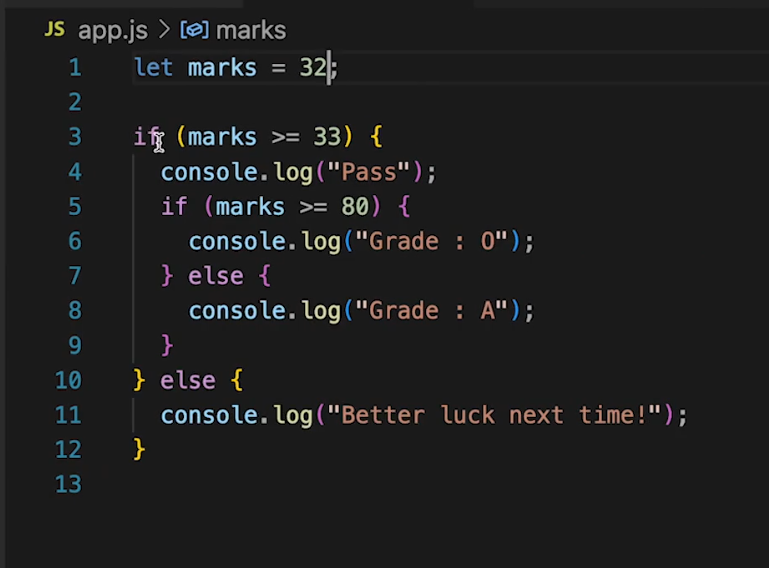 JS app.js > marks
1 let marks = 32;
2
3 if (marks >= 33) {
4 console.log("Pass");
5 if (marks >= 80) {
6 console.log("Grade : O");
7 } else {
8 console.log("Grade : A");
9 }
10 } else {
11 console.log("Better luck next time!");
12 }
13